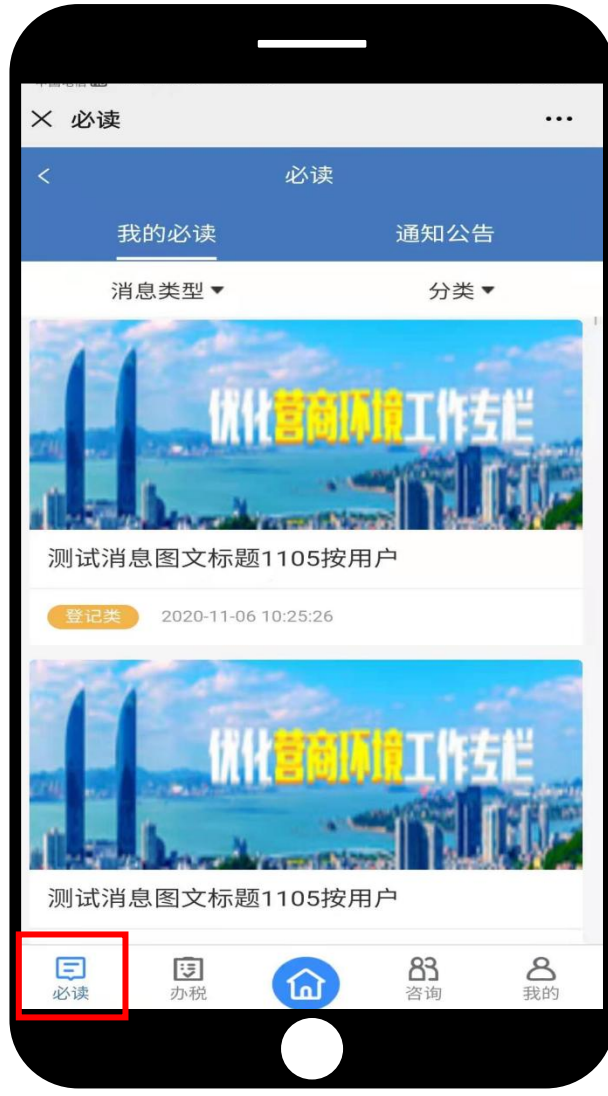 必读
必读
我的必读 通知公告
消息类型 分类
优化营商环境工作专栏
测试消息图文标题1105按用户
登记类 2020-11-06 10:25:26
优化营商环境工作专栏
测试消息图文标题1105按用户
必读 办税 咨询 我的